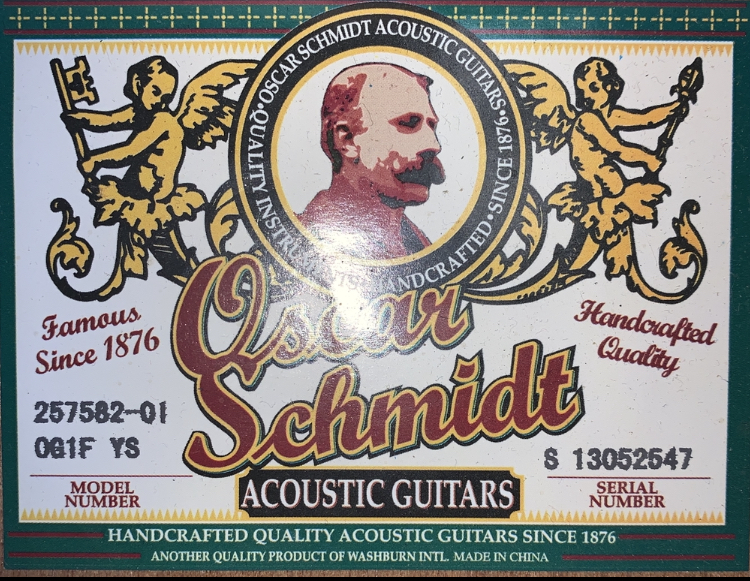 OSCAR SCHMIDT ACOUSTIC GUITARS • SINCE 1876
QUALITY INSTRUMENTS • HANDCRAFTED
Famous
Since 1876
Oscar
Schmidt
Handcrafted
Quality
257582-01
OG1F YS
MODEL
NUMBER
S 13052647
SERIAL
NUMBER
ACOUSTIC GUITARS
HANDCRAFTED QUALITY ACOUSTIC GUITARS SINCE 1876
ANOTHER QUALITY PRODUCT OF WASHBURN INTL. MADE IN CHINA